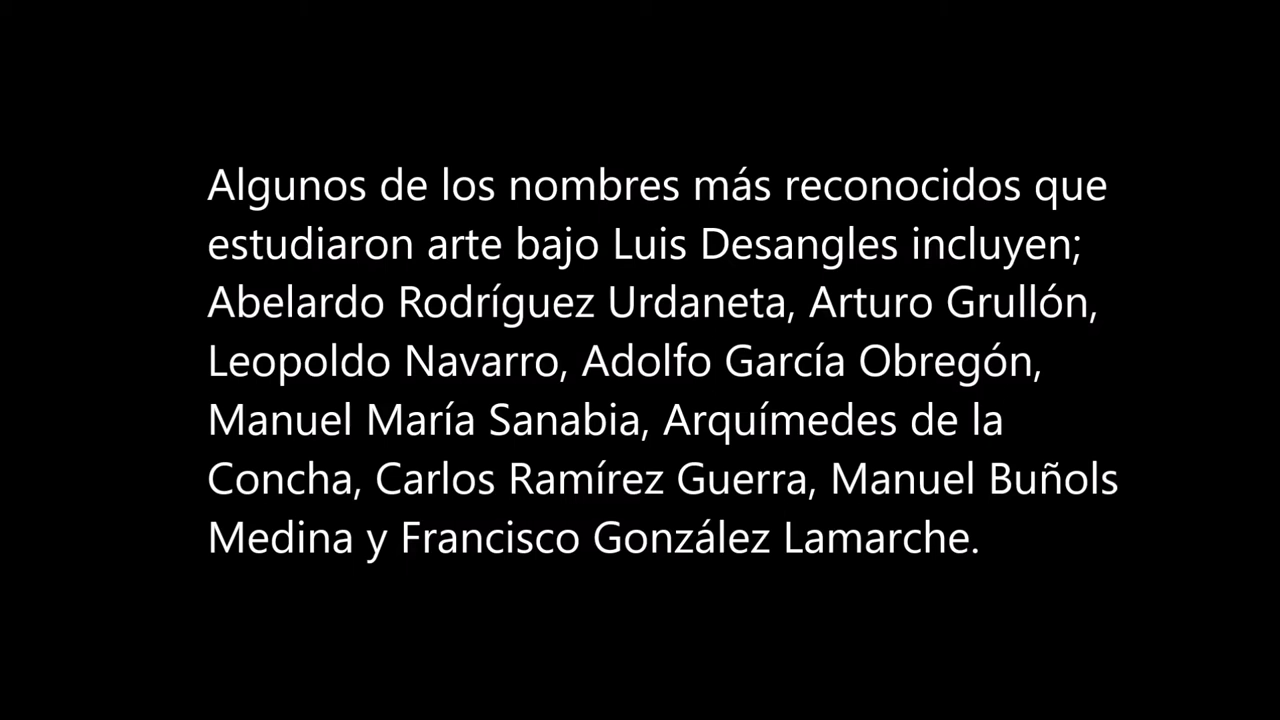 Algunos de los nombres más reconocidos que
estudiaron arte bajo Luis Desangles incluyen;
Abelardo Rodríguez Urdaneta, Arturo Grullón,
Leopoldo Navarro, Adolfo García Obregón,
Manuel María Sanabia, Arquímedes de la
Concha, Carlos Ramírez Guerra, Manuel Buñols
Medina y Francisco González Lamarche.